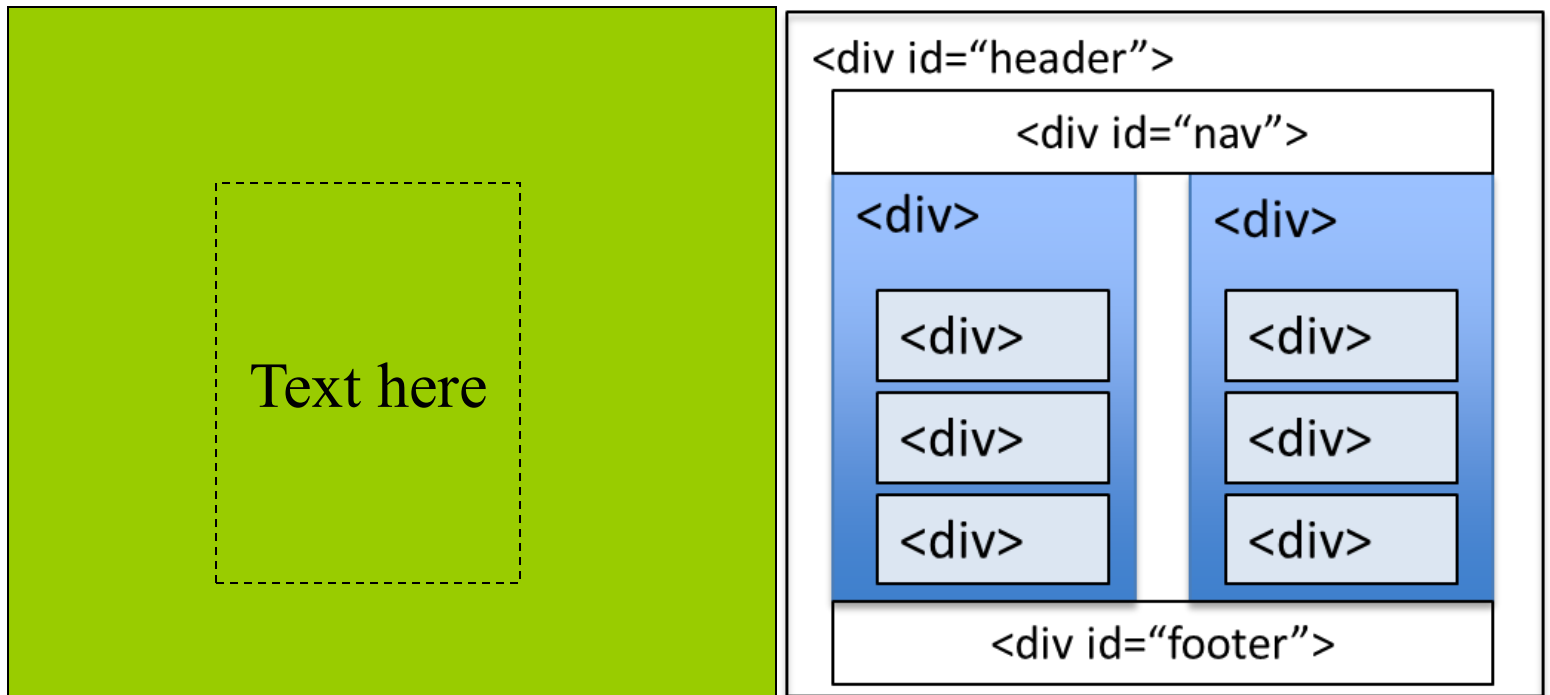 Text here
<div id=“header”>
<div id=“nav”>
<div>
<div>
<div>
<div>
<div>
<div>
<div>
<div>
<div id=“footer”>